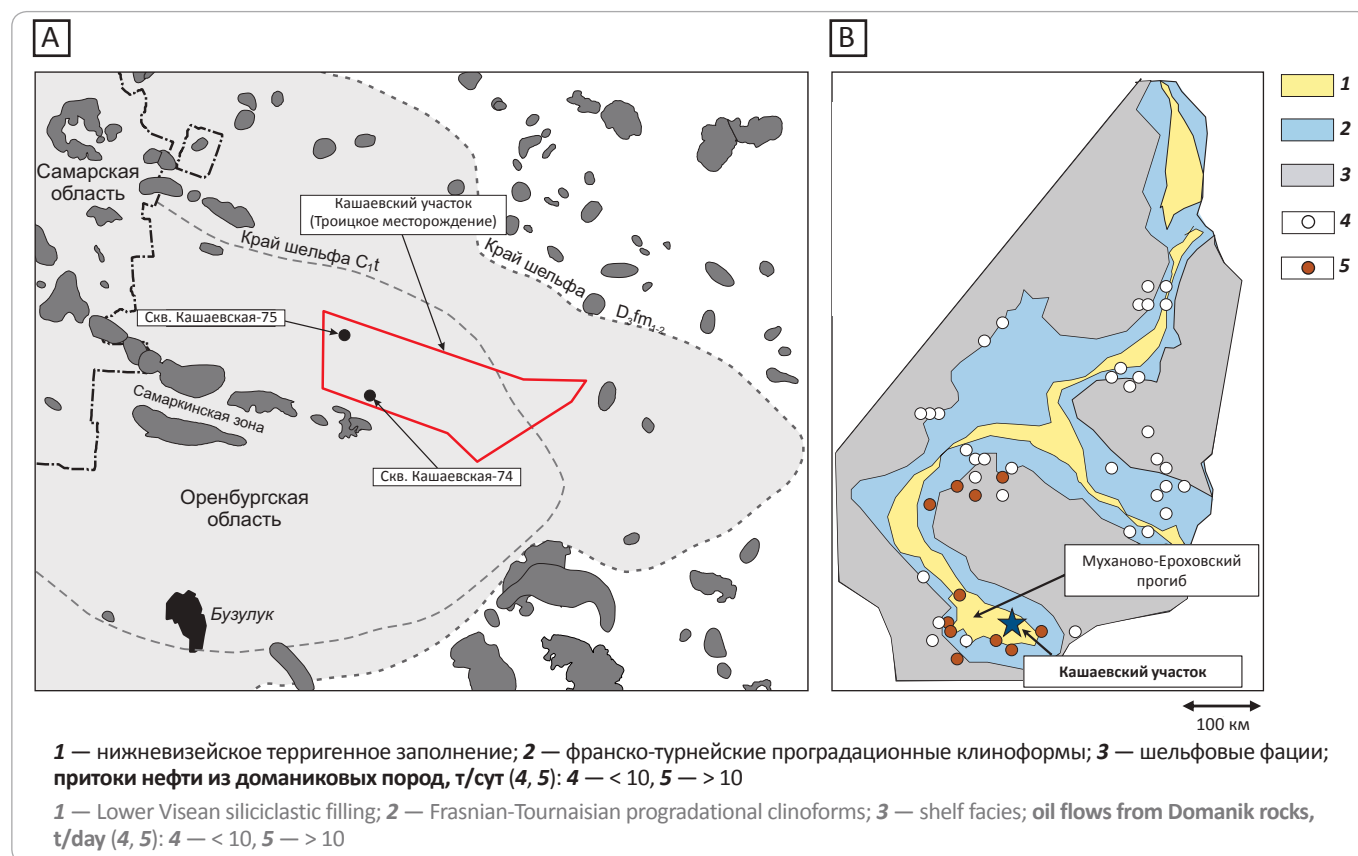 A
Самарская
область
Кашаевский участок
(Троицкое месторождение)
Край шельфа C₁t
Край шельфа D₃fm₁₋₂
Скв. Кашаевская-75
Самаркинская зона
Скв. Кашаевская-74
Оренбургская
область
Бузулук
B
1
2
3
4
5
Муханово-Ероховский
прогиб
Кашаевский участок
100 км
1 — нижневизейское терригенное заполнение; 2 — франско-турнейские проградационные клиноформы; 3 — шельфовые фации;
притоки нефти из доманиковых пород, т/сут (4, 5): 4 — < 10, 5 — > 10
1 — Lower Visean siliciclastic filling; 2 — Frasnian-Tournaisian progradational clinoforms; 3 — shelf facies; oil flows from Domanik rocks,
t/day (4, 5): 4 — < 10, 5 — > 10